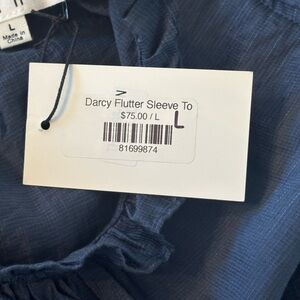 L
Made in
China
Darcy Flutter Sleeve To
$75.00 / L
L
81699874